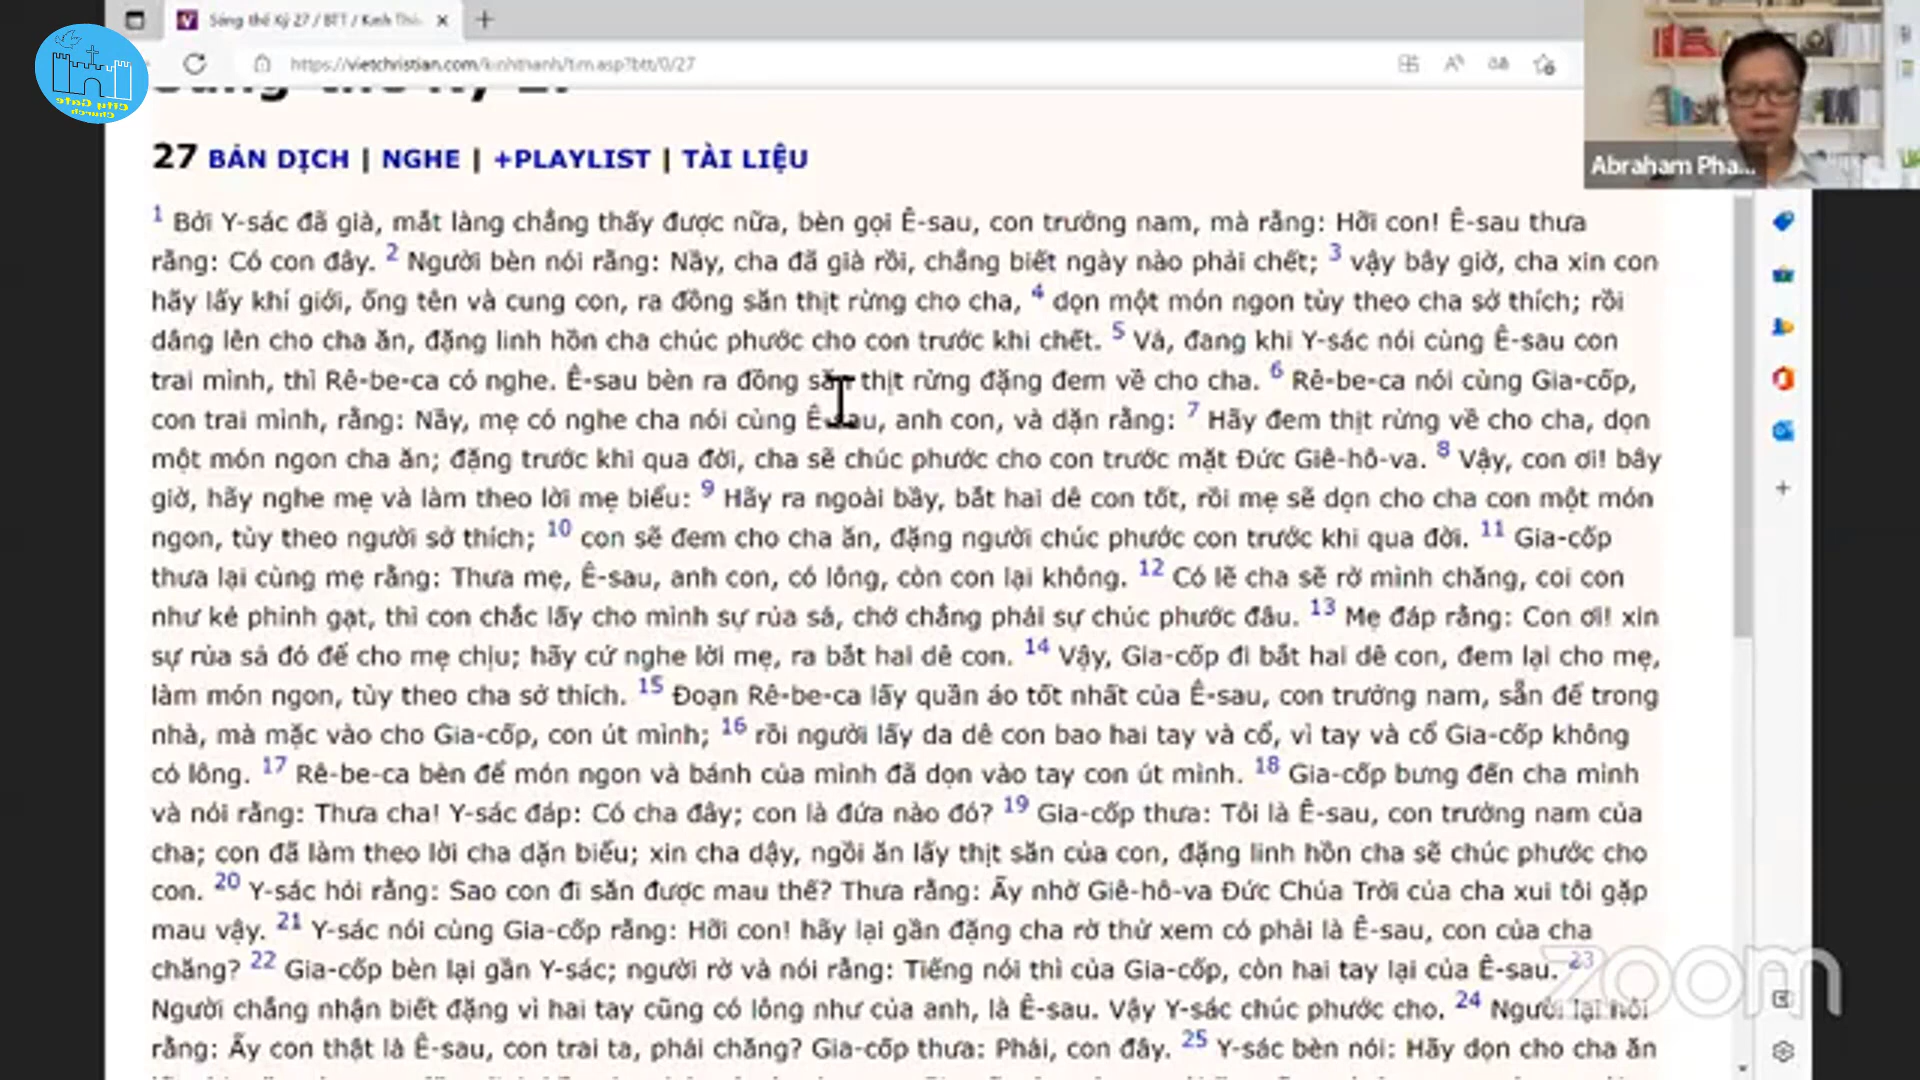 Sáng thế Ký 27 / BTT / Kinh Thá
https://vietchristian.com/kinhthanh/tim.asp?btt/0/27
City Gate
Church
Abraham Pha...
Sáng thế Ký 27
27 BẢN DỊCH | NGHE | +PLAYLIST | TÀI LIỆU
1 Bởi Y-sác đã già, mắt làng chẳng thấy được nữa, bèn gọi Ê-sau, con trưởng nam, mà rằng: Hỡi con! Ê-sau thưa
rằng: Có con đây. 2 Người bèn nói rằng: Nầy, cha đã già rồi, chẳng biết ngày nào phải chết; 3 vậy bây giờ, cha xin con
hãy lấy khí giới, ống tên và cung con, ra đồng săn thịt rừng cho cha, 4 dọn một món ngon tùy theo cha sở thích; rồi
dâng lên cho cha ăn, đặng linh hồn cha chúc phước cho con trước khi chết. 5 Vả, đang khi Y-sác nói cùng Ê-sau con
trai mình, thì Rê-be-ca có nghe. Ê-sau bèn ra đồng săn thịt rừng đặng đem về cho cha. 6 Rê-be-ca nói cùng Gia-cốp,
con trai mình, rằng: Nầy, mẹ có nghe cha nói cùng Ê-sau, anh con, và dặn rằng: 7 Hãy đem thịt rừng về cho cha, dọn
một món ngon cha ăn; đặng trước khi qua đời, cha sẽ chúc phước cho con trước mặt Đức Giê-hô-va. 8 Vậy, con ơi! bây
giờ, hãy nghe mẹ và làm theo lời mẹ biểu: 9 Hãy ra ngoài bầy, bắt hai dê con tốt, rồi mẹ sẽ dọn cho cha con một món
ngon, tùy theo người sở thích; 10 con sẽ đem cho cha ăn, đặng người chúc phước con trước khi qua đời. 11 Gia-cốp
thưa lại cùng mẹ rằng: Thưa mẹ, Ê-sau, anh con, có lông, còn con lại không. 12 Có lẽ cha sẽ rờ mình chăng, coi con
như kẻ phỉnh gạt, thì con chắc lấy cho mình sự rủa sả, chớ chẳng phải sự chúc phước đâu. 13 Mẹ đáp rằng: Con ơi! xin
sự rủa sả đó để cho mẹ chịu; hãy cứ nghe lời mẹ, ra bắt hai dê con. 14 Vậy, Gia-cốp đi bắt hai dê con, đem lại cho mẹ,
làm món ngon, tùy theo cha sở thích. 15 Đoạn Rê-be-ca lấy quần áo tốt nhất của Ê-sau, con trưởng nam, sẵn để trong
nhà, mà mặc vào cho Gia-cốp, con út mình; 16 rồi người lấy da dê con bao hai tay và cổ, vì tay và cổ Gia-cốp không
có lông. 17 Rê-be-ca bèn để món ngon và bánh của mình đã dọn vào tay con út mình. 18 Gia-cốp bưng đến cha mình
và nói rằng: Thưa cha! Y-sác đáp: Có cha đây; con là đứa nào đó? 19 Gia-cốp thưa: Tôi là Ê-sau, con trưởng nam của
cha; con đã làm theo lời cha dặn biểu; xin cha dậy, ngồi ăn lấy thịt săn của con, đặng linh hồn cha sẽ chúc phước cho
con. 20 Y-sác hỏi rằng: Sao con đi săn được mau thế? Thưa rằng: Ấy nhờ Giê-hô-va Đức Chúa Trời của cha xui tôi gặp
mau vậy. 21 Y-sác nói cùng Gia-cốp rằng: Hỡi con! hãy lại gần đặng cha rờ thử xem có phải là Ê-sau, con của cha
chăng? 22 Gia-cốp bèn lại gần Y-sác; người rờ và nói rằng: Tiếng nói thì của Gia-cốp, còn hai tay lại của Ê-sau. 23
Người chẳng nhận biết đặng vì hai tay cũng có lông như của anh, là Ê-sau. Vậy Y-sác chúc phước cho. 24 Người lại nói
rằng: Ấy con thật là Ê-sau, con trai ta, phải chăng? Gia-cốp thưa: Phải, con đây. 25 Y-sác bèn nói: Hãy dọn cho cha ăn
zoom